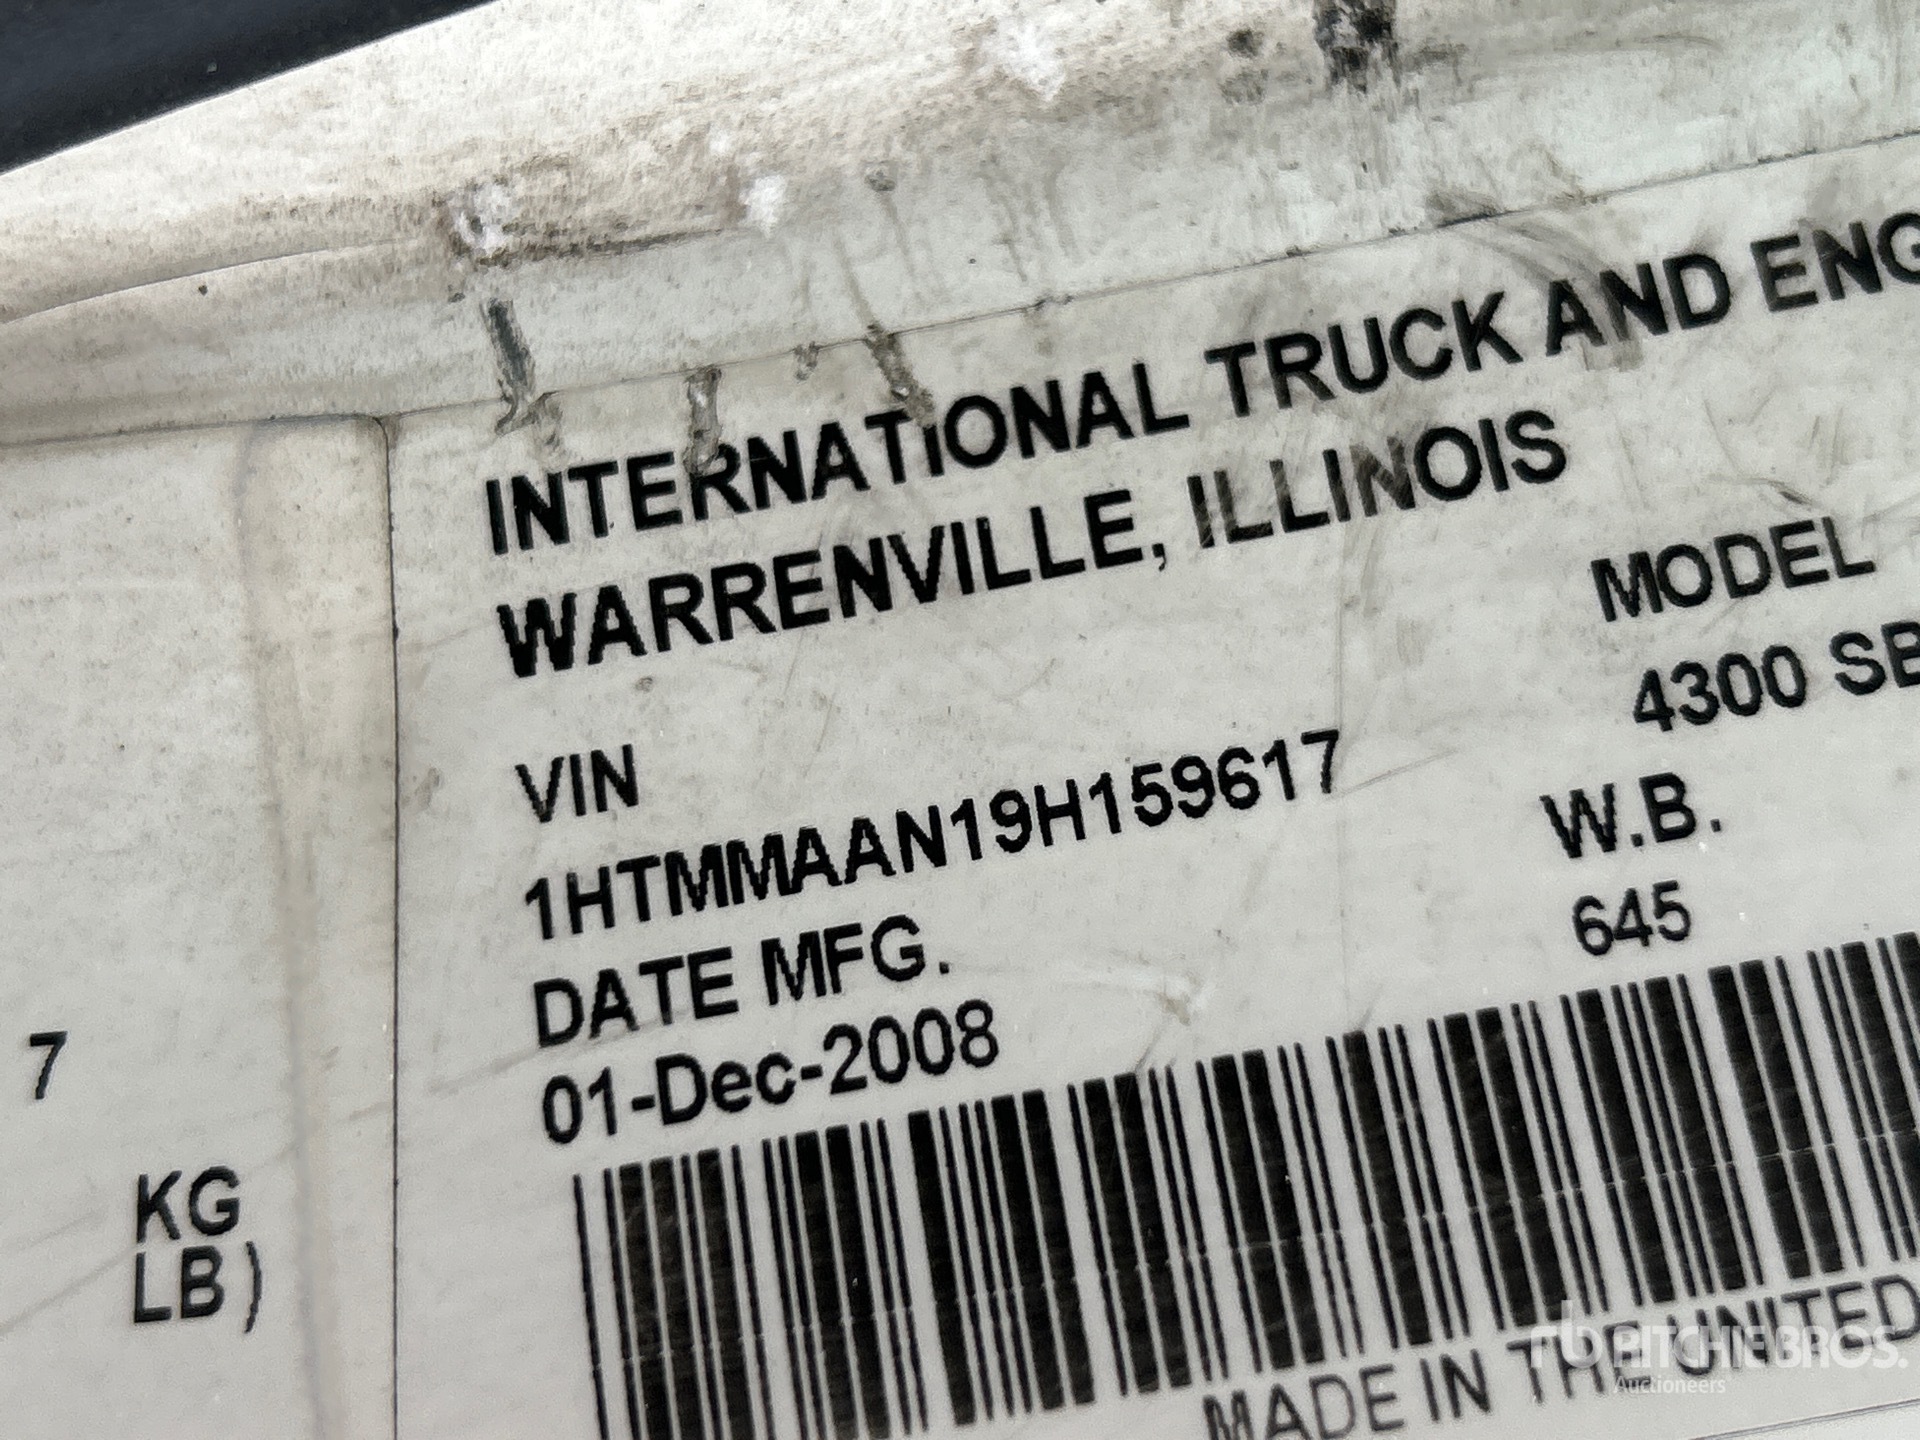 INTERNATIONAL TRUCK AND ENG
WARRENVILLE, ILLINOIS
MODEL
4300 SB
VIN
1HTMMAAN19H159617
W.B.
645
DATE MFG.
01-Dec-2008
7
KG
LB)
MADE IN THE UNITED
rb RITCHIE BROS.
Auctioneers